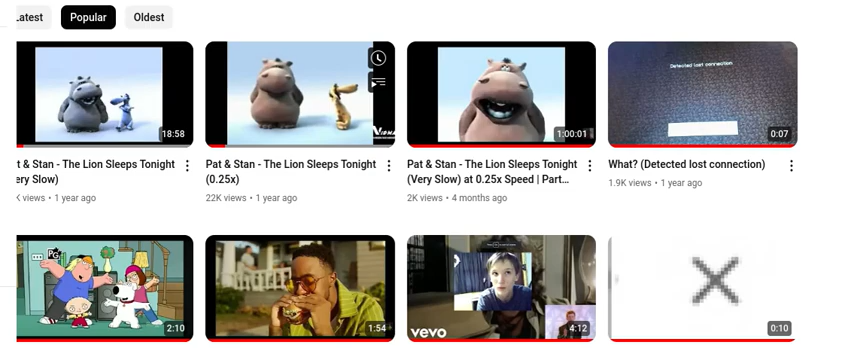 Latest Popular Oldest
18:58
1:00:01
Detected lost connection
0:07
t & Stan - The Lion Sleeps Tonight
ery Slow)
K views • 1 year ago
Pat & Stan - The Lion Sleeps Tonight
(0.25x)
22K views • 1 year ago
Pat & Stan - The Lion Sleeps Tonight
(Very Slow) at 0.25x Speed | Part...
2K views • 4 months ago
What? (Detected lost connection)
1.9K views • 1 year ago
PG
2:10
1:54
vevo
4:12
0:10